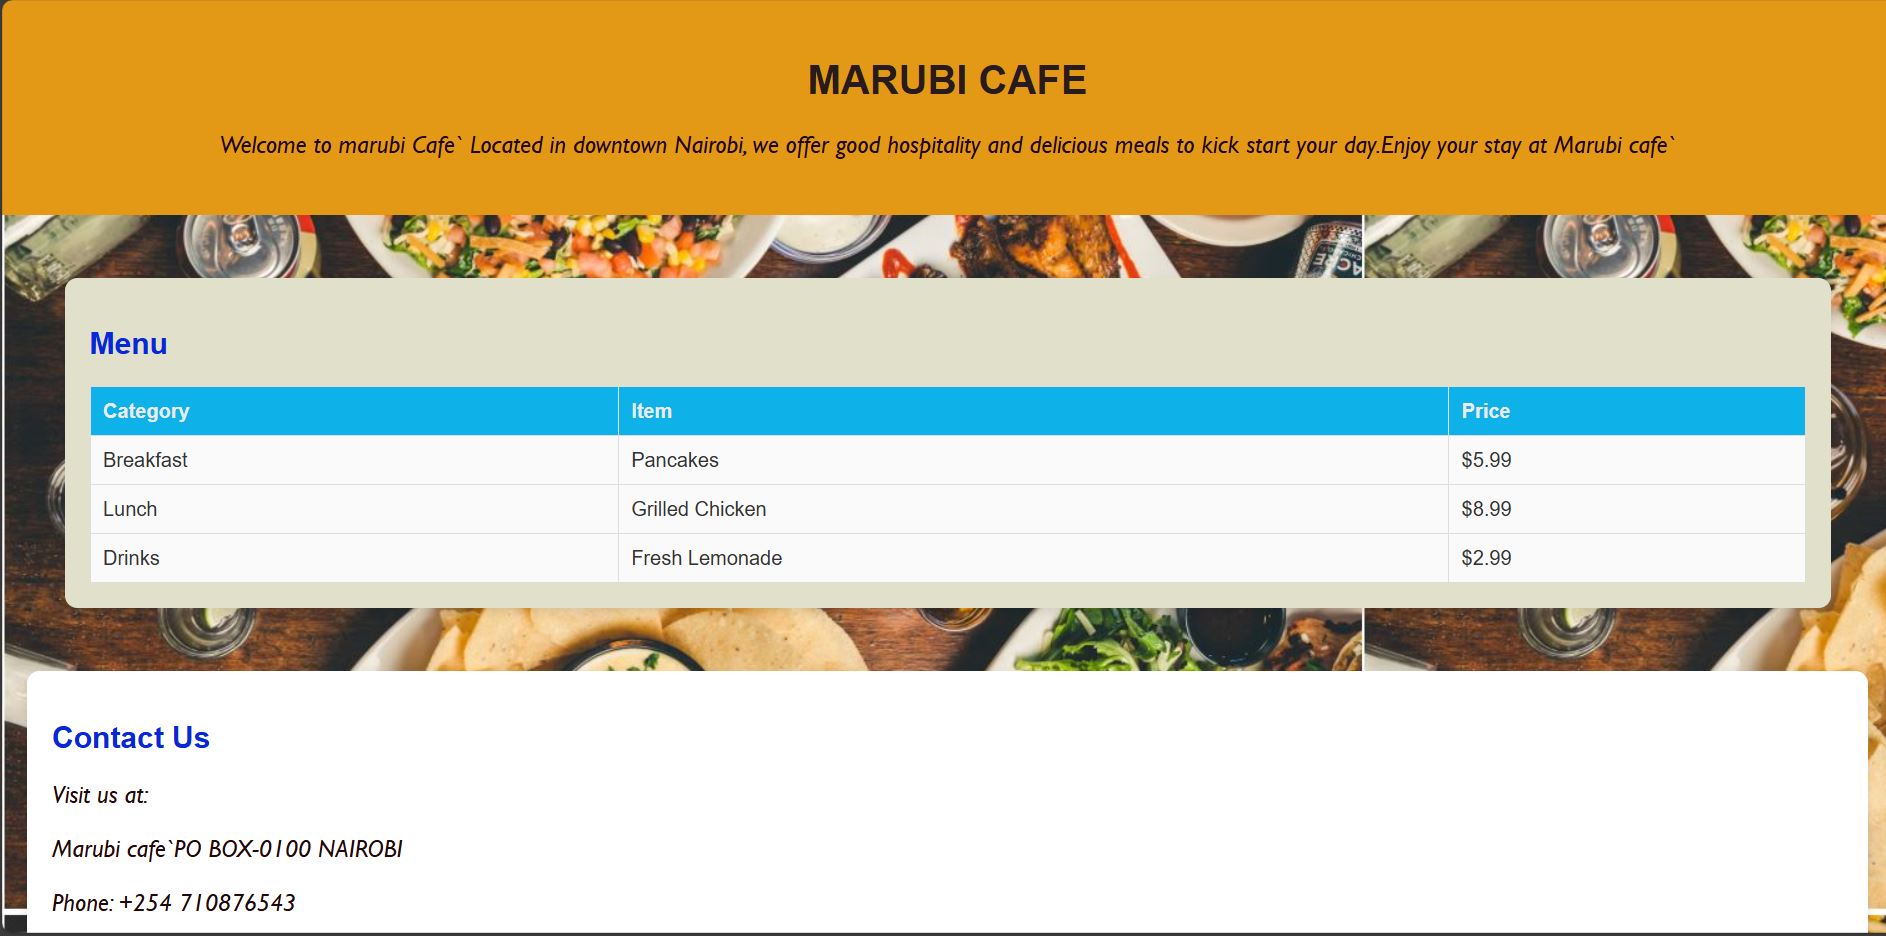 MARUBI CAFE
Welcome to marubi Cafe` Located in downtown Nairobi, we offer good hospitality and delicious meals to kick start your day.Enjoy your stay at Marubi cafe`
Menu
Category Item Price
Breakfast Pancakes $5.99
Lunch Grilled Chicken $8.99
Drinks Fresh Lemonade $2.99
Contact Us
Visit us at:
Marubi cafe`PO BOX-0100 NAIROBI
Phone: +254 710876543